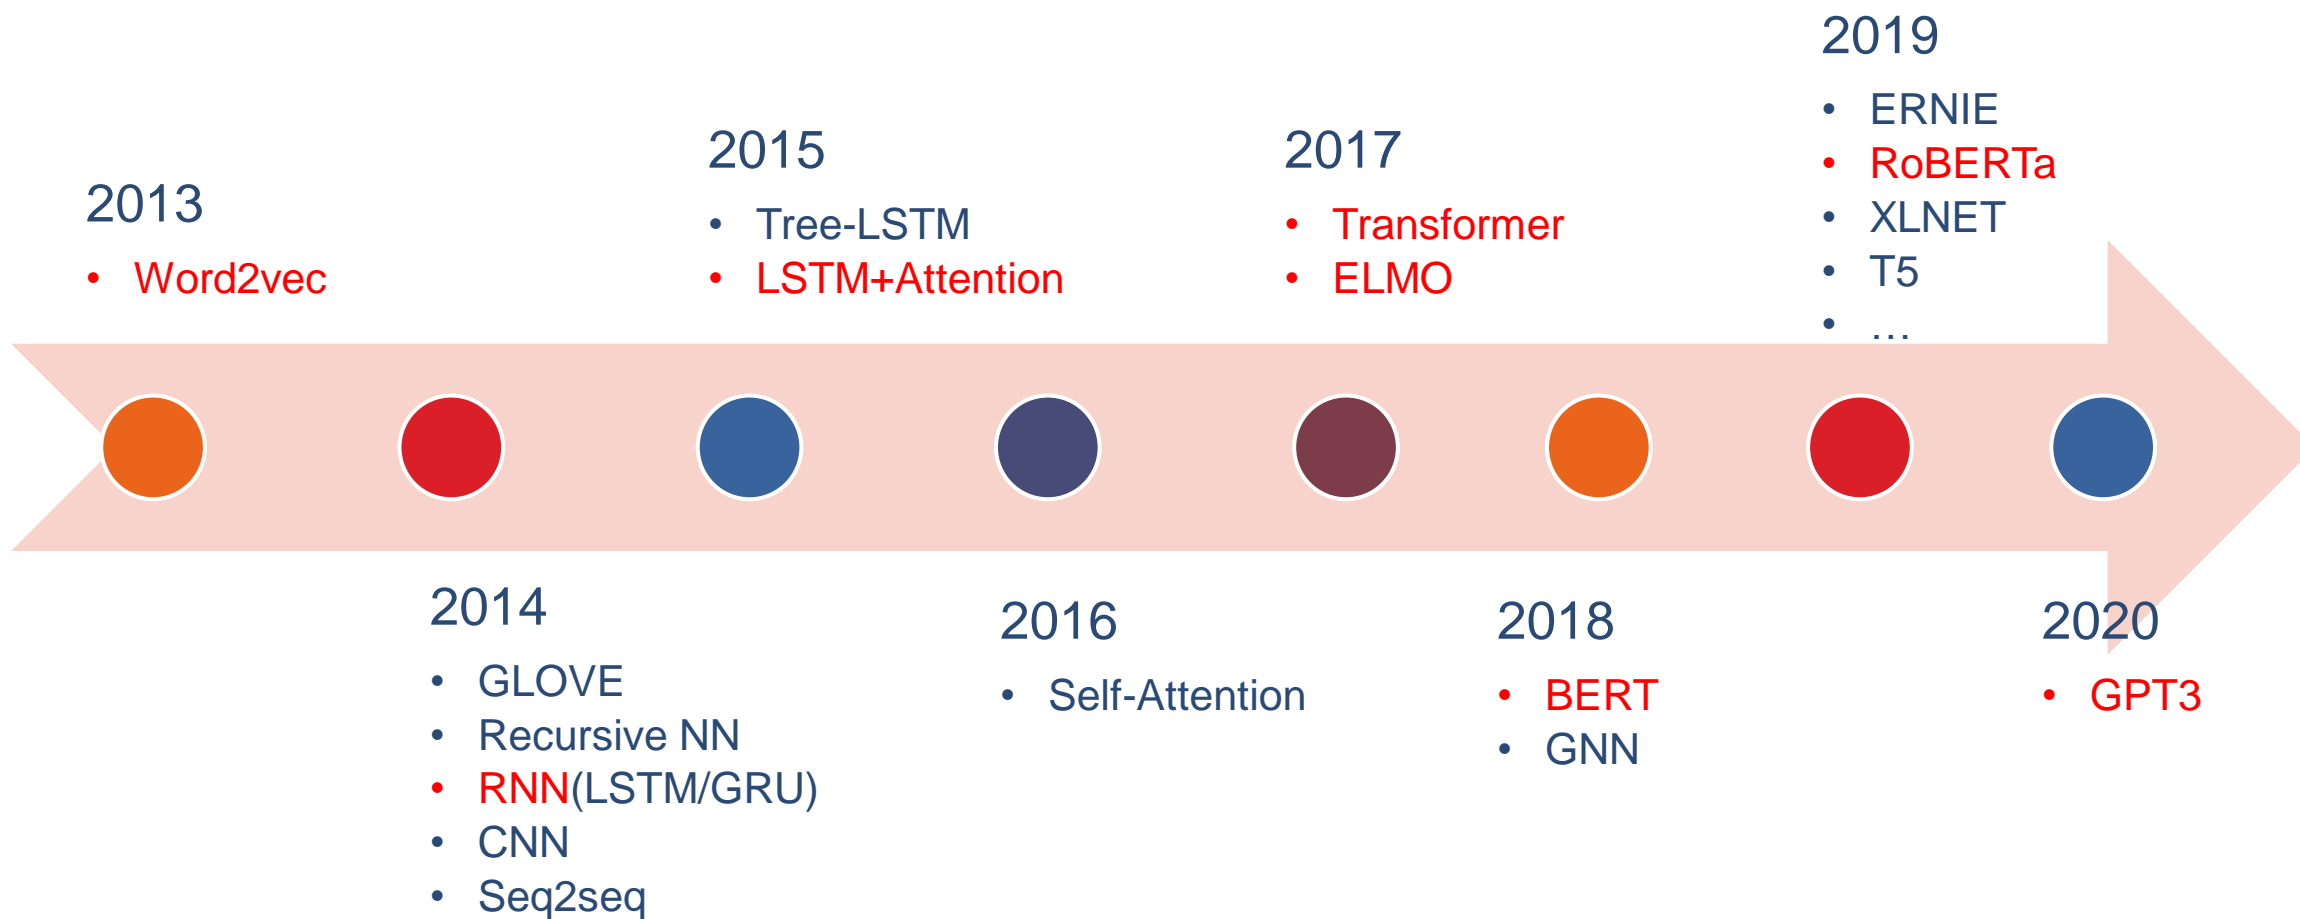 2013
• Word2vec
2014
• GLOVE
• Recursive NN
• RNN(LSTM/GRU)
• CNN
• Seq2seq
2015
• Tree-LSTM
• LSTM+Attention
2016
• Self-Attention
2017
• Transformer
• ELMO
2018
• BERT
• GNN
2019
• ERNIE
• RoBERTa
• XLNET
• T5
• …
2020
• GPT3